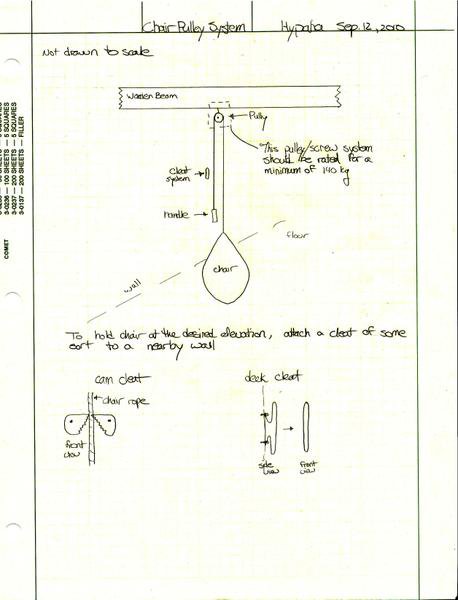 Chair Pulley System
Hypatia Sep. 12, 2010
Not drawn to scale
Wooden Beam
Pully
This pulley/screw system
should be rated for a
minimum of 140 kg
cleat
system
handle
chair
floor
wall
To hold chair at the desired elevation, attach a cleat of some
sort to a nearby wall
cam cleat
chair rope
front
view
deck cleat
side
view
front
view
3-0236 — 100 SHEETS — 5 SQUARES
3-0237 — 200 SHEETS — 5 SQUARES
3-0137 — 200 SHEETS — FILLER
COMET